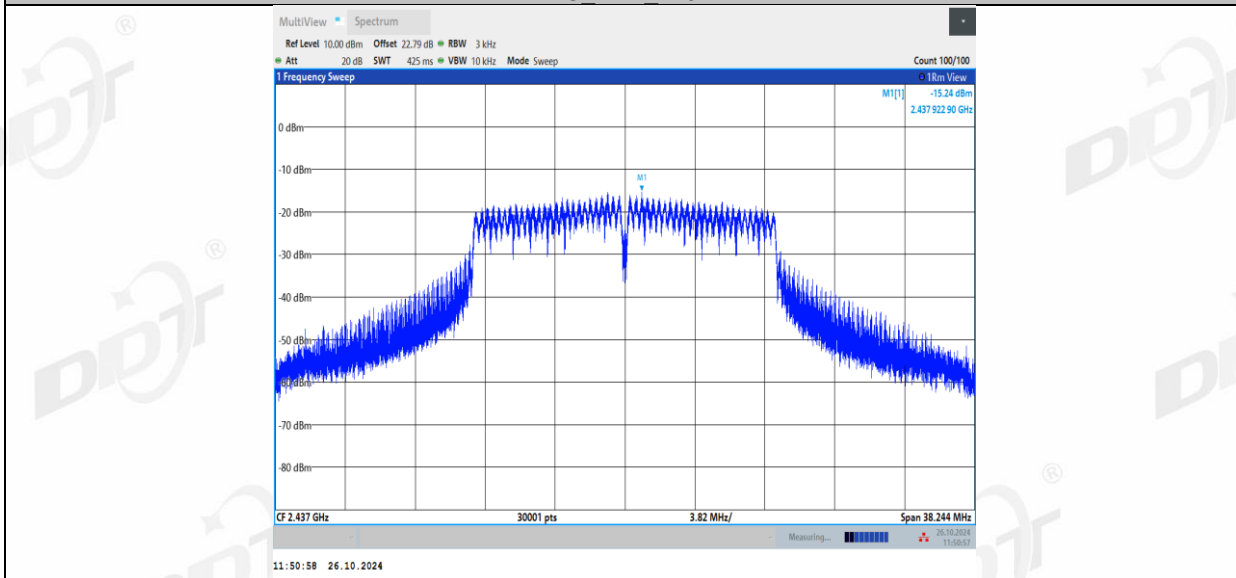 MultiView Spectrum
Ref Level 10.00 dBm Offset 22.79 dB RBW 3 kHz
Att 20 dB SWT 425 ms VBW 10 kHz Mode Sweep Count 100/100
1 Frequency Sweep 1Rm View
M1[1] -15.24 dBm
2.437 922 90 GHz
0 dBm
-10 dBm
M1
-20 dBm
-30 dBm
-40 dBm
-50 dBm
-60 dBm
-70 dBm
-80 dBm
CF 2.437 GHz 30001 pts 3.82 MHz/ Span 38.244 MHz
Measuring... 26.10.2024
11:50:57
11:50:58 26.10.2024
DDT
®
DDT
®
DDT
DDT
®